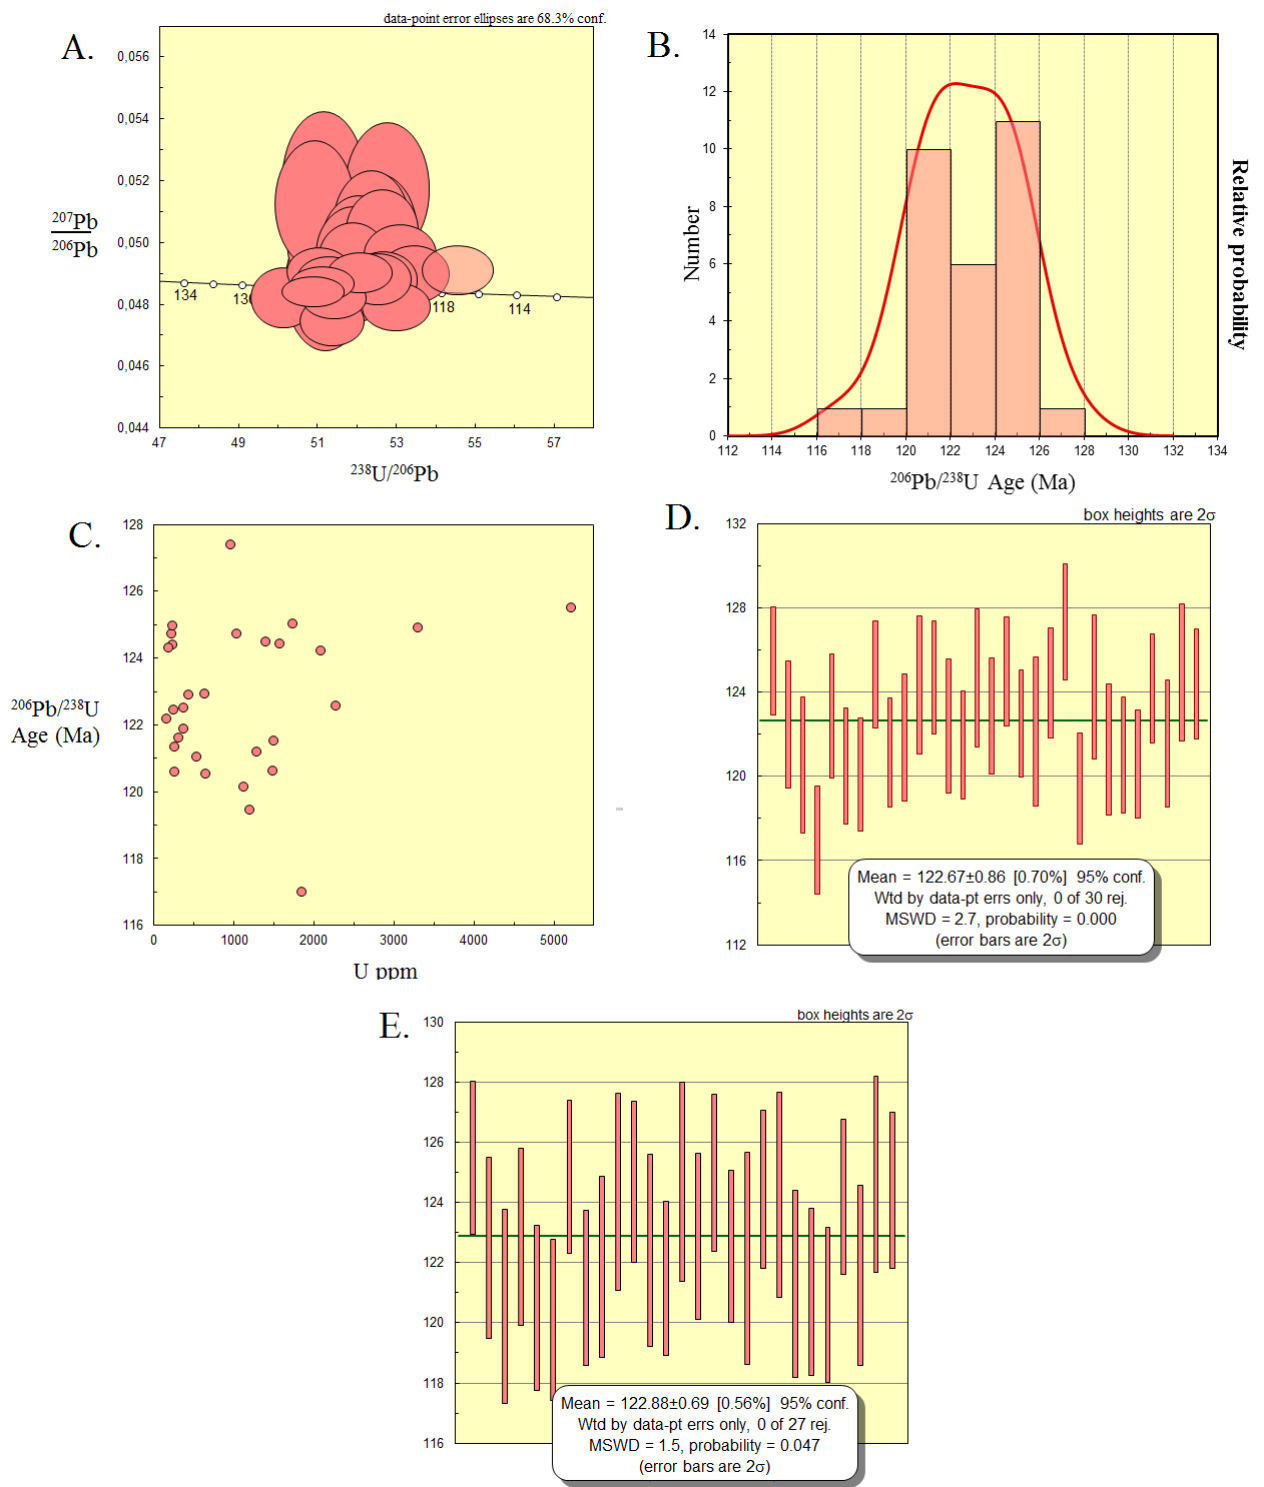 data-point error ellipses are 68.3% conf.
A.
0,056
0,054
0,052
0,050
0,048
0,046
0,044
207Pb
206Pb
134
130
118
114
47 49 51 53 55 57
238U/206Pb
B.
14
12
10
8
6
4
2
0
Number
Relative probability
112 114 116 118 120 122 124 126 128 130 132 134
206Pb/238U Age (Ma)
C.
128
126
124
122
120
118
116
206Pb/238U
Age (Ma)
0 1000 2000 3000 4000 5000
U ppm
D.
box heights are 2σ
132
128
124
120
116
112
Mean = 122.67±0.86 [0.70%] 95% conf.
Wtd by data-pt errs only, 0 of 30 rej.
MSWD = 2.7, probability = 0.000
(error bars are 2σ)
E.
box heights are 2σ
130
128
126
124
122
120
118
116
Mean = 122.88±0.69 [0.56%] 95% conf.
Wtd by data-pt errs only, 0 of 27 rej.
MSWD = 1.5, probability = 0.047
(error bars are 2σ)